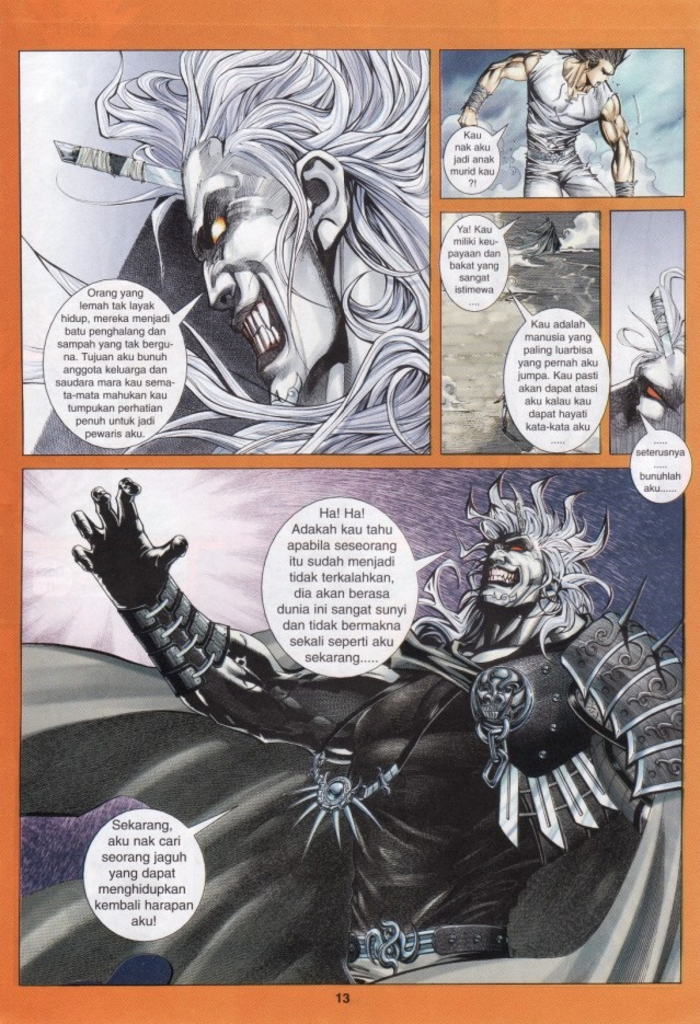 Orang yang
lemah tak layak
hidup, mereka menjadi
batu penghalang dan
sampah yang tak bergu-
na. Tujuan aku bunuh
anggota keluarga dan
saudara mara kau sema-
ta-mata mahukan kau
tumpukan perhatian
penuh untuk jadi
pewaris aku.
Kau
nak aku
jadi anak
murid kau
?!
Ya! Kau
miliki keu-
payaan dan
bakat yang
sangat
istimewa
....
Kau adalah
manusia yang
paling luarbisa
yang pernah aku
jumpa. Kau pasti
akan dapat atasi
aku kalau kau
dapat hayati
kata-kata aku
.....
.....
seterusnya
.....
bunuhlah
aku......
Ha! Ha!
Adakah kau tahu
apabila seseorang
itu sudah menjadi
tidak terkalahkan,
dia akan berasa
dunia ini sangat sunyi
dan tidak bermakna
sekali seperti aku
sekarang.....
Sekarang,
aku nak cari
seorang jaguh
yang dapat
menghidupkan
kembali harapan
aku!
13